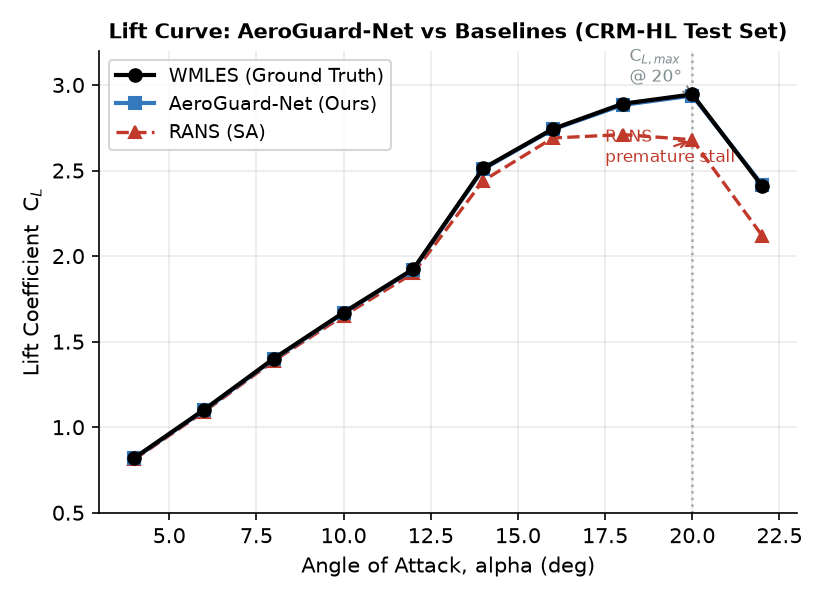 Lift Curve: AeroGuard-Net vs Baselines (CRM-HL Test Set)
WMLES (Ground Truth)
AeroGuard-Net (Ours)
RANS (SA)
C_{L,max}
@ 20°
RANS
premature stall
3.0
2.5
2.0
1.5
1.0
0.5
Lift Coefficient C_L
5.0 7.5 10.0 12.5 15.0 17.5 20.0 22.5
Angle of Attack, alpha (deg)